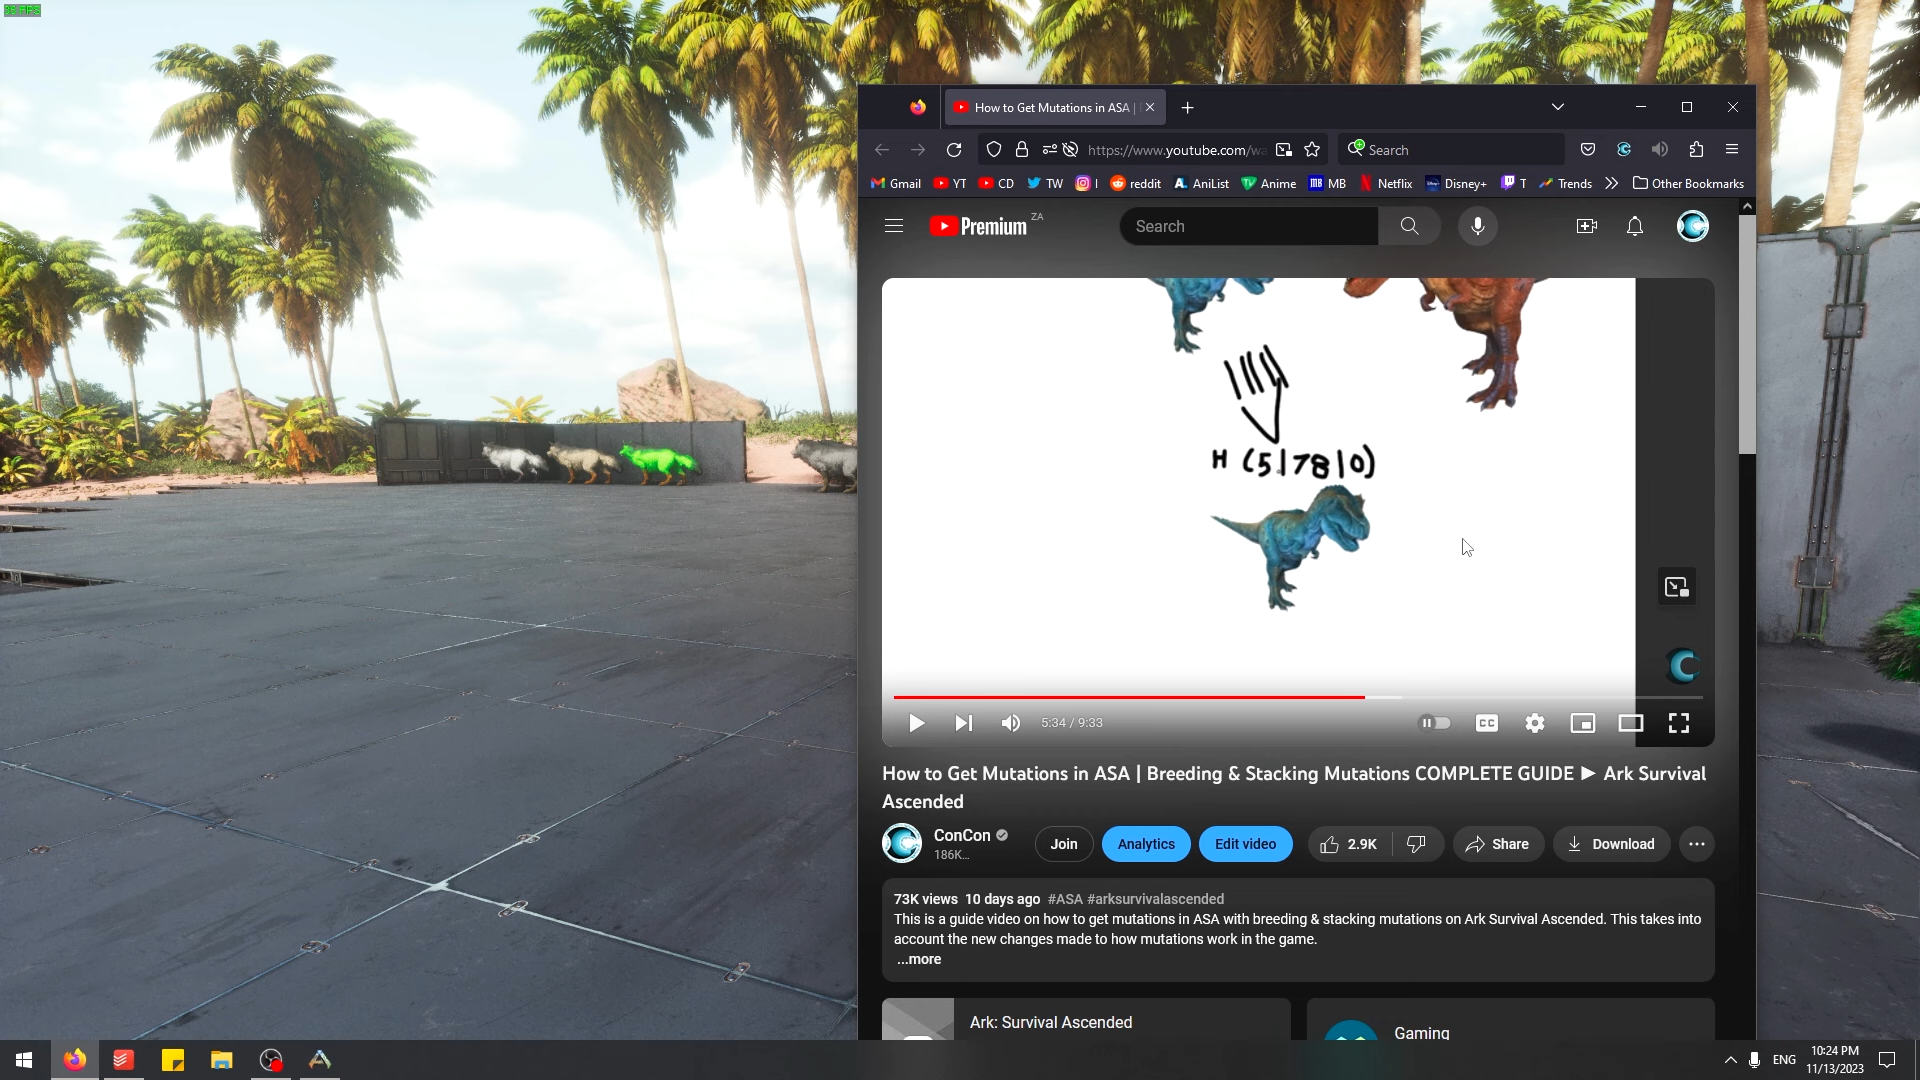 How to Get Mutations in ASA |
https://www.youtube.com/wa
Search
Gmail YT CD TW I reddit AniList Anime MB Netflix Disney+ T Trends Other Bookmarks
Premium ZA
Search
H (5|78|0)
5:34 / 9:33
CC
How to Get Mutations in ASA | Breeding & Stacking Mutations COMPLETE GUIDE ► Ark Survival
Ascended
ConCon
186K...
Join
Analytics
Edit video
2.9K
Share
Download
73K views 10 days ago #ASA #arksurvivalascended
This is a guide video on how to get mutations in ASA with breeding & stacking mutations on Ark Survival Ascended. This takes into
account the new changes made to how mutations work in the game.
...more
Ark: Survival Ascended
Gaming
ENG
10:24 PM
11/13/2023